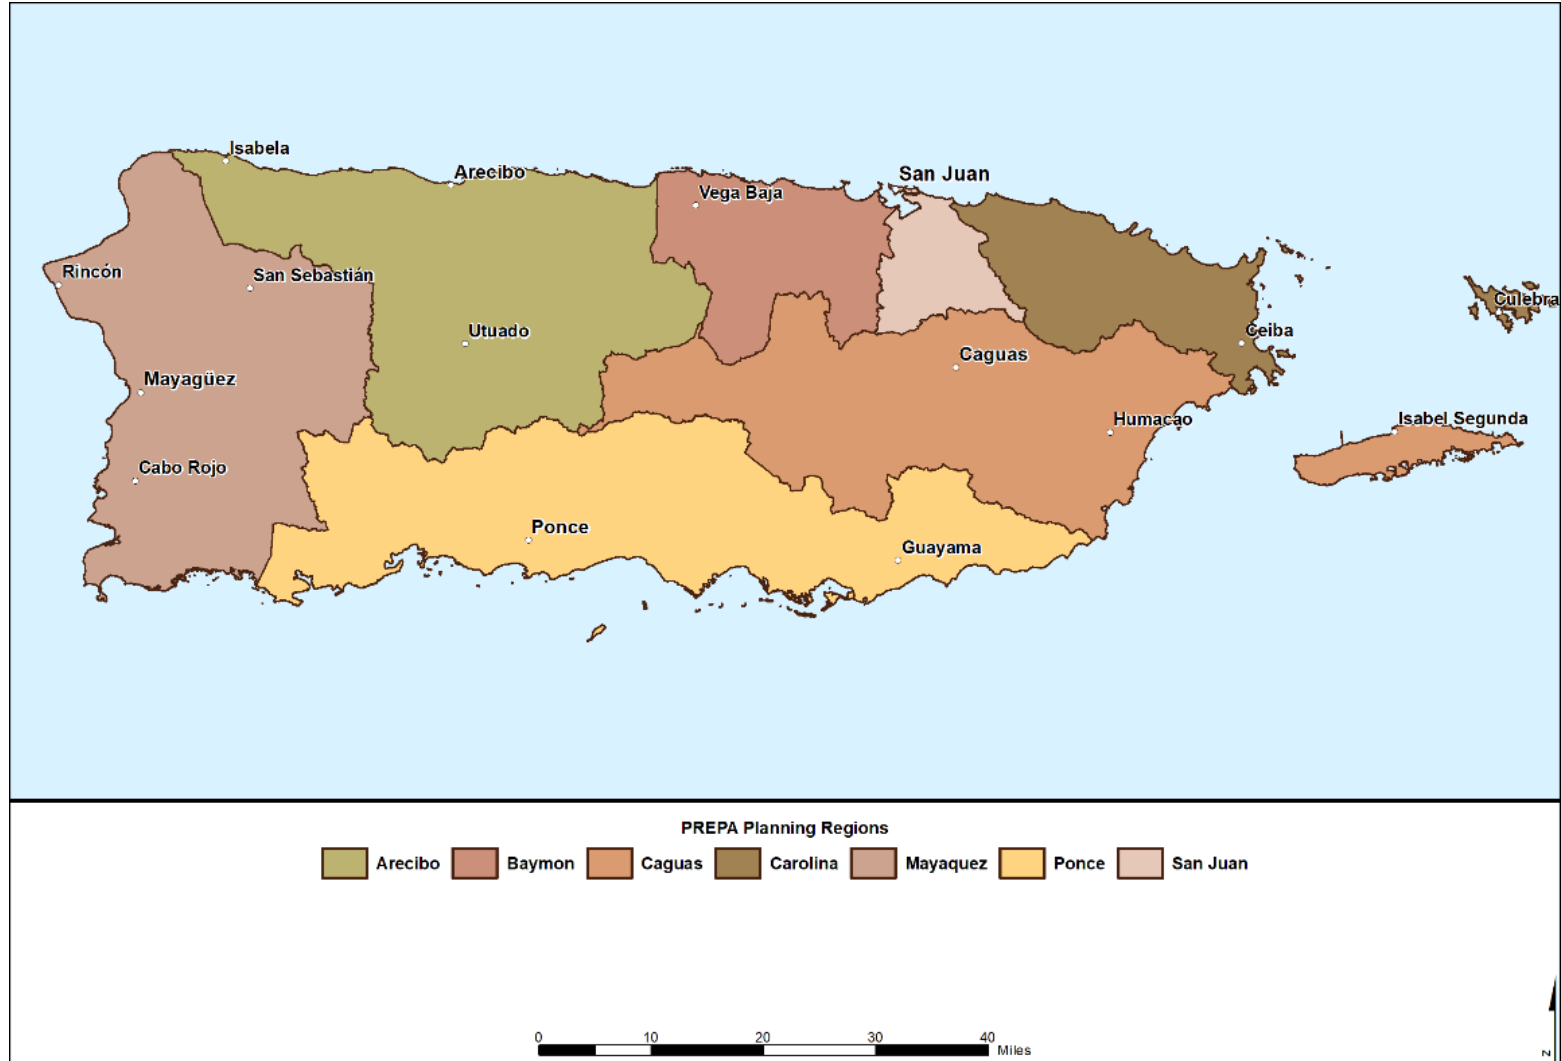 Isabela
Arecibo
San Juan
Vega Baja
Rincón
San Sebastián
Culebra
Utuado
Ceiba
Caguas
Mayagüez
Humacao
Isabel Segunda
Cabo Rojo
Ponce
Guayama
PREPA Planning Regions
Arecibo Baymon Caguas Carolina Mayaquez Ponce San Juan
0 10 20 30 40
Miles
N